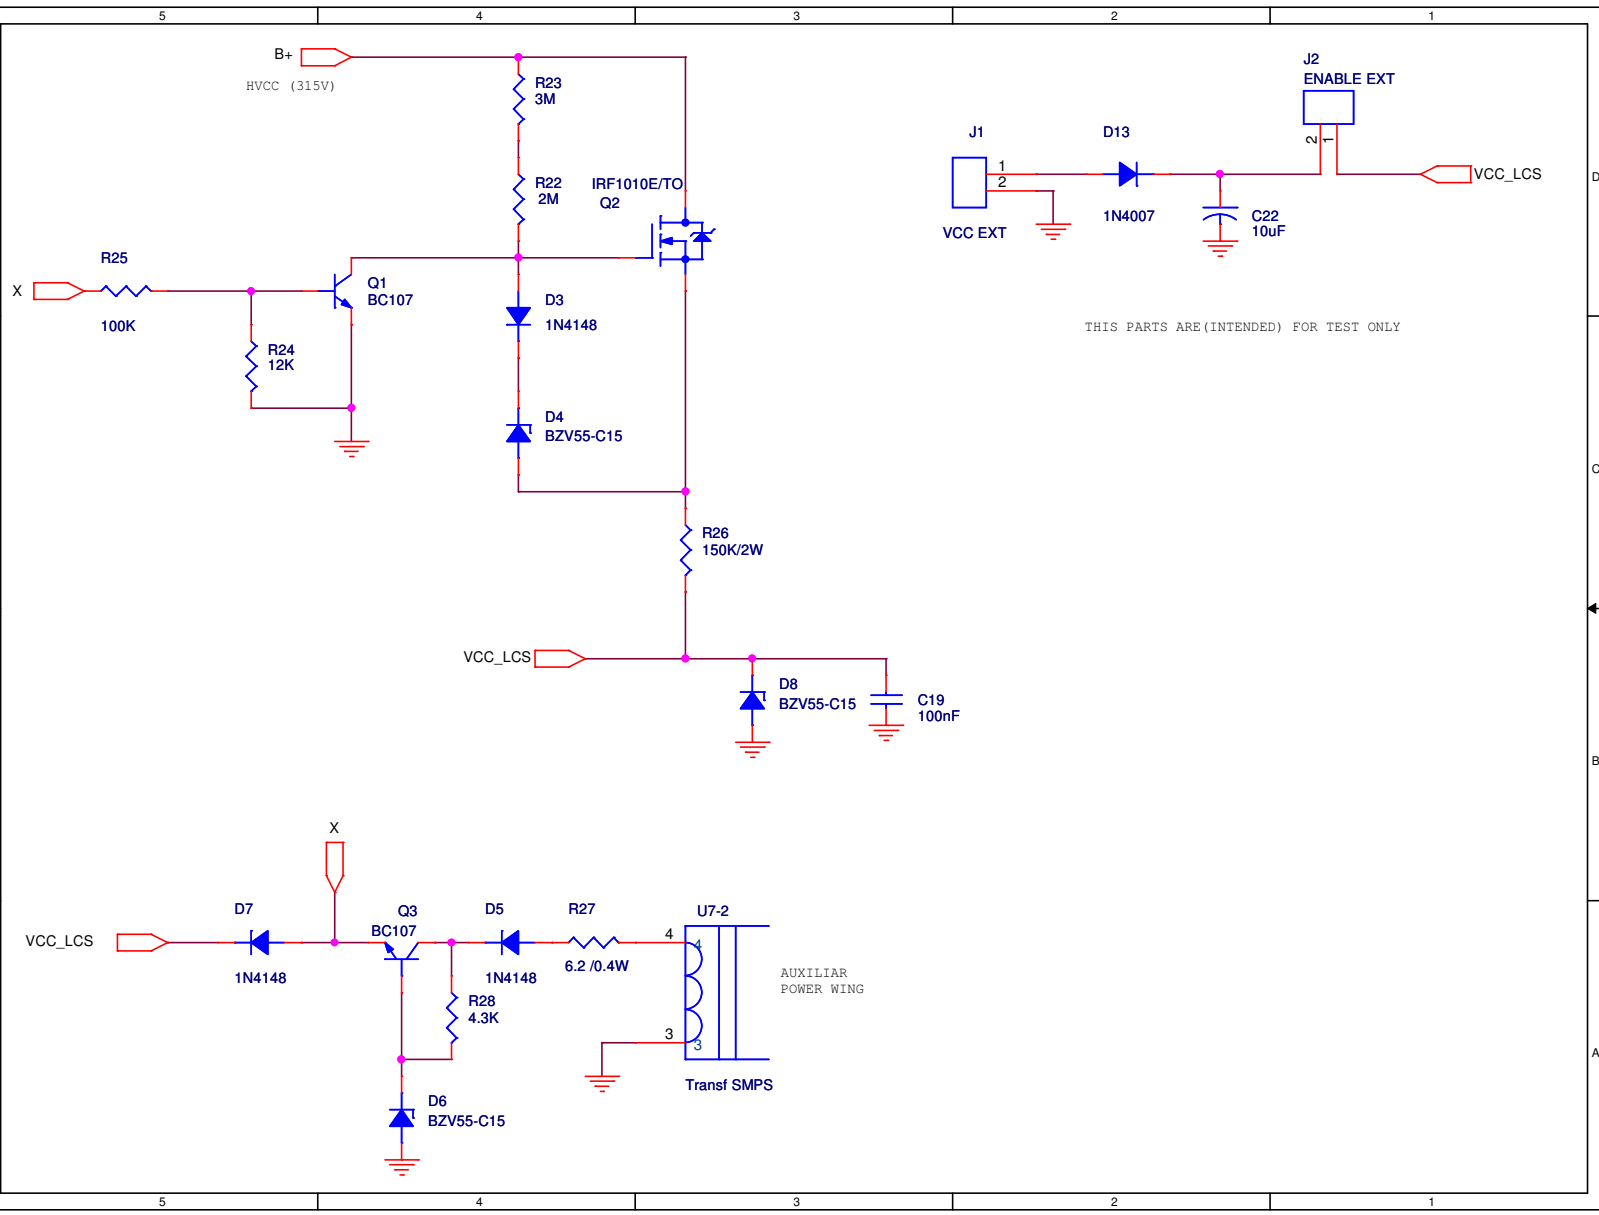 5 4 3 2 1
B+
HVCC (315V)
R23
3M
R22
2M
IRF1010E/TO
Q2
R25
X
100K
Q1
BC107
R24
12K
D3
1N4148
D4
BZV55-C15
R26
150K/2W
VCC_LCS
D8
BZV55-C15
C19
100nF
J1
1
2
VCC EXT
D13
1N4007
C22
10uF
J2
ENABLE EXT
2
1
VCC_LCS
THIS PARTS ARE(INTENDED) FOR TEST ONLY
D
C
B
A
X
VCC_LCS
D7
1N4148
Q3
BC107
D5
1N4148
R27
6.2 /0.4W
R28
4.3K
D6
BZV55-C15
U7-2
4
4
3
3
Transf SMPS
AUXILIAR
POWER WING
5 4 3 2 1